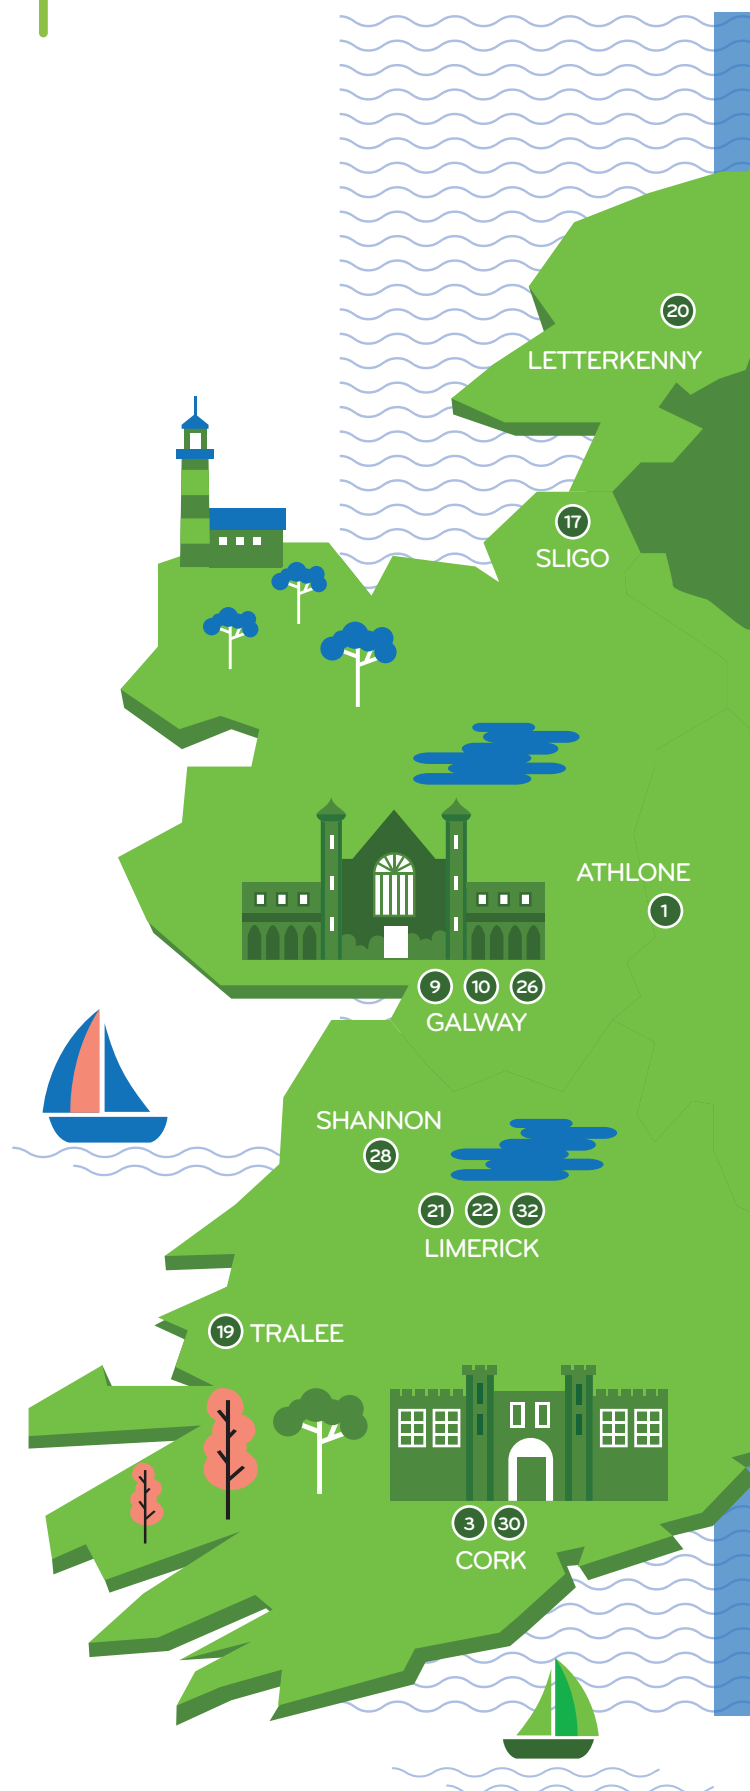 20
LETTERKENNY
17
SLIGO
ATHLONE
1
9 10 26
GALWAY
SHANNON
28
21 22 32
LIMERICK
19 TRALEE
3 30
CORK